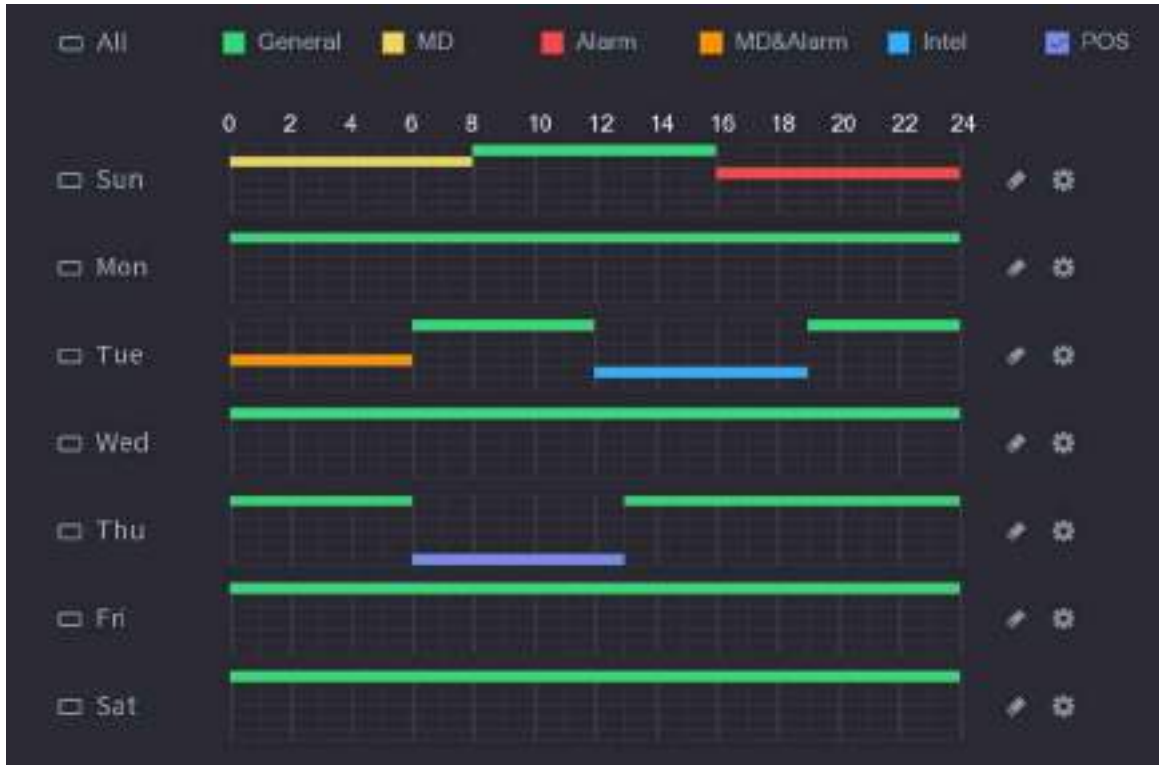 All General MD Alarm MD&Alarm Intel POS
0 2 4 6 8 10 12 14 16 18 20 22 24
Sun
Mon
Tue
Wed
Thu
Fri
Sat